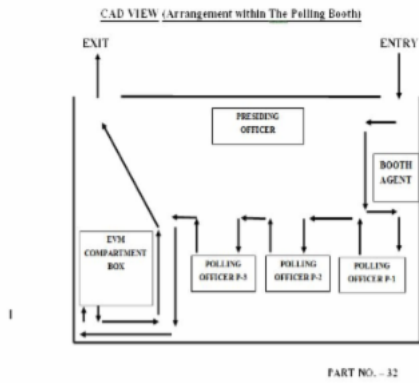 CAD VIEW (Arrangement within The Polling Booth)
EXIT
ENTRY
PRESIDING
OFFICER
BOOTH
AGENT
EVM
COMPARTMENT
BOX
POLLING
OFFICER P-3
POLLING
OFFICER P-2
POLLING
OFFICER P-1
PART NO. – 32